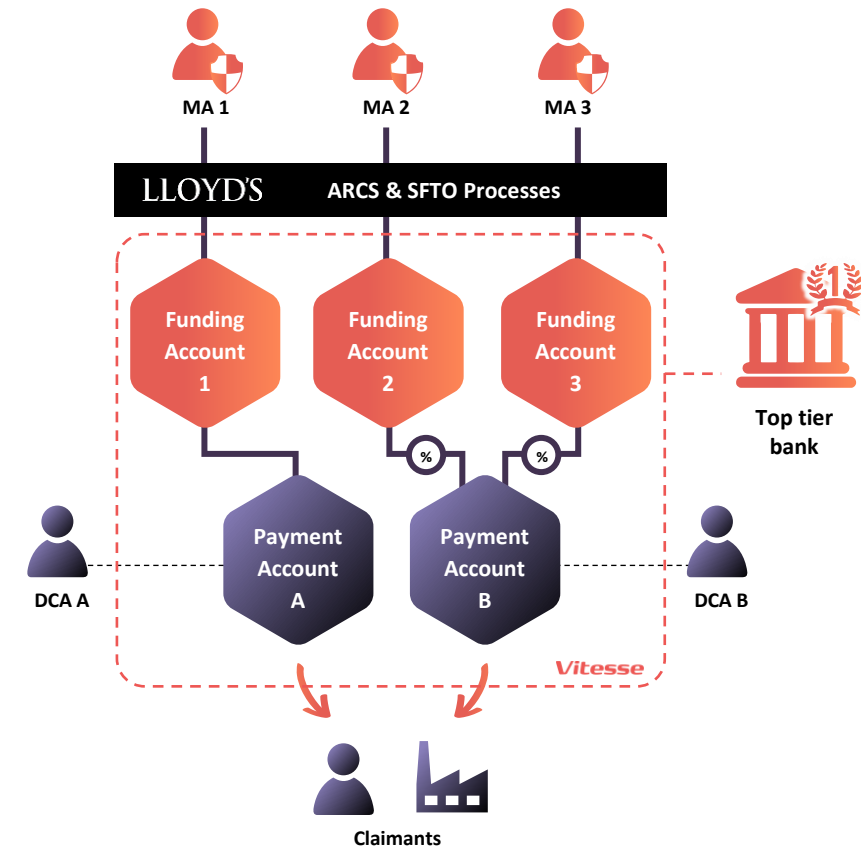 MA 1
MA 2
MA 3
LLOYD'S
ARCS & SFTO Processes
Funding
Account
1
Funding
Account
2
Funding
Account
3
1
Top tier
bank
%
%
Payment
Account
A
Payment
Account
B
DCA A
DCA B
Vitesse
Claimants